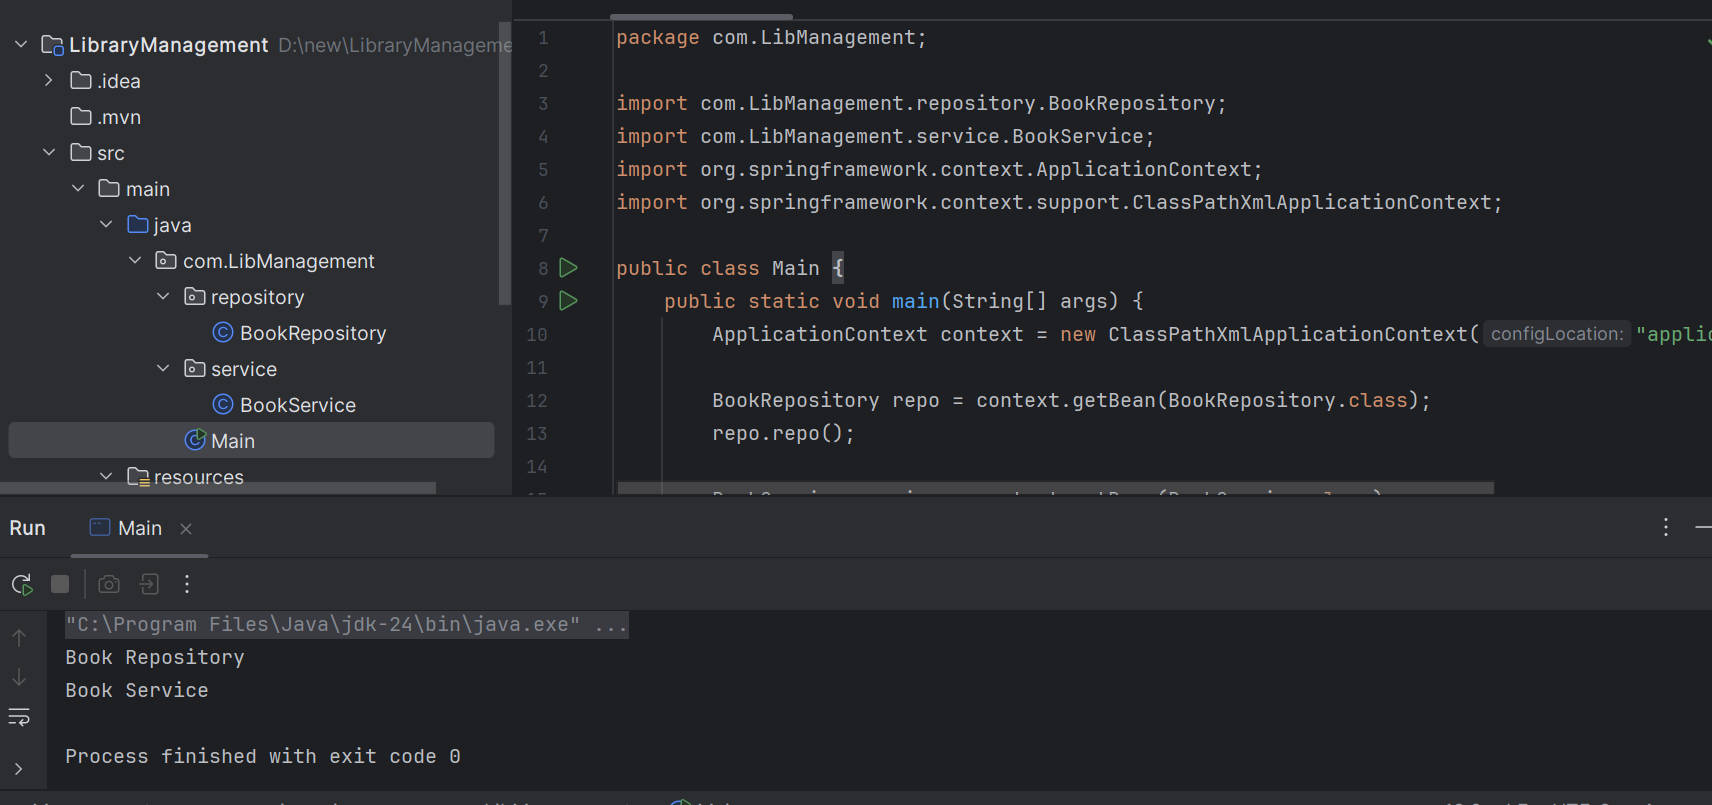 LibraryManagement D:\new\LibraryManageme
.idea
.mvn
src
main
java
com.LibManagement
repository
BookRepository
service
BookService
Main
resources
1 package com.LibManagement;
2
3 import com.LibManagement.repository.BookRepository;
4 import com.LibManagement.service.BookService;
5 import org.springframework.context.ApplicationContext;
6 import org.springframework.context.support.ClassPathXmlApplicationContext;
7
8 public class Main {
9 public static void main(String[] args) {
10 ApplicationContext context = new ClassPathXmlApplicationContext( configLocation: "applic
11
12 BookRepository repo = context.getBean(BookRepository.class);
13 repo.repo();
14
Run Main
"C:\Program Files\Java\jdk-24\bin\java.exe" ...
Book Repository
Book Service
Process finished with exit code 0